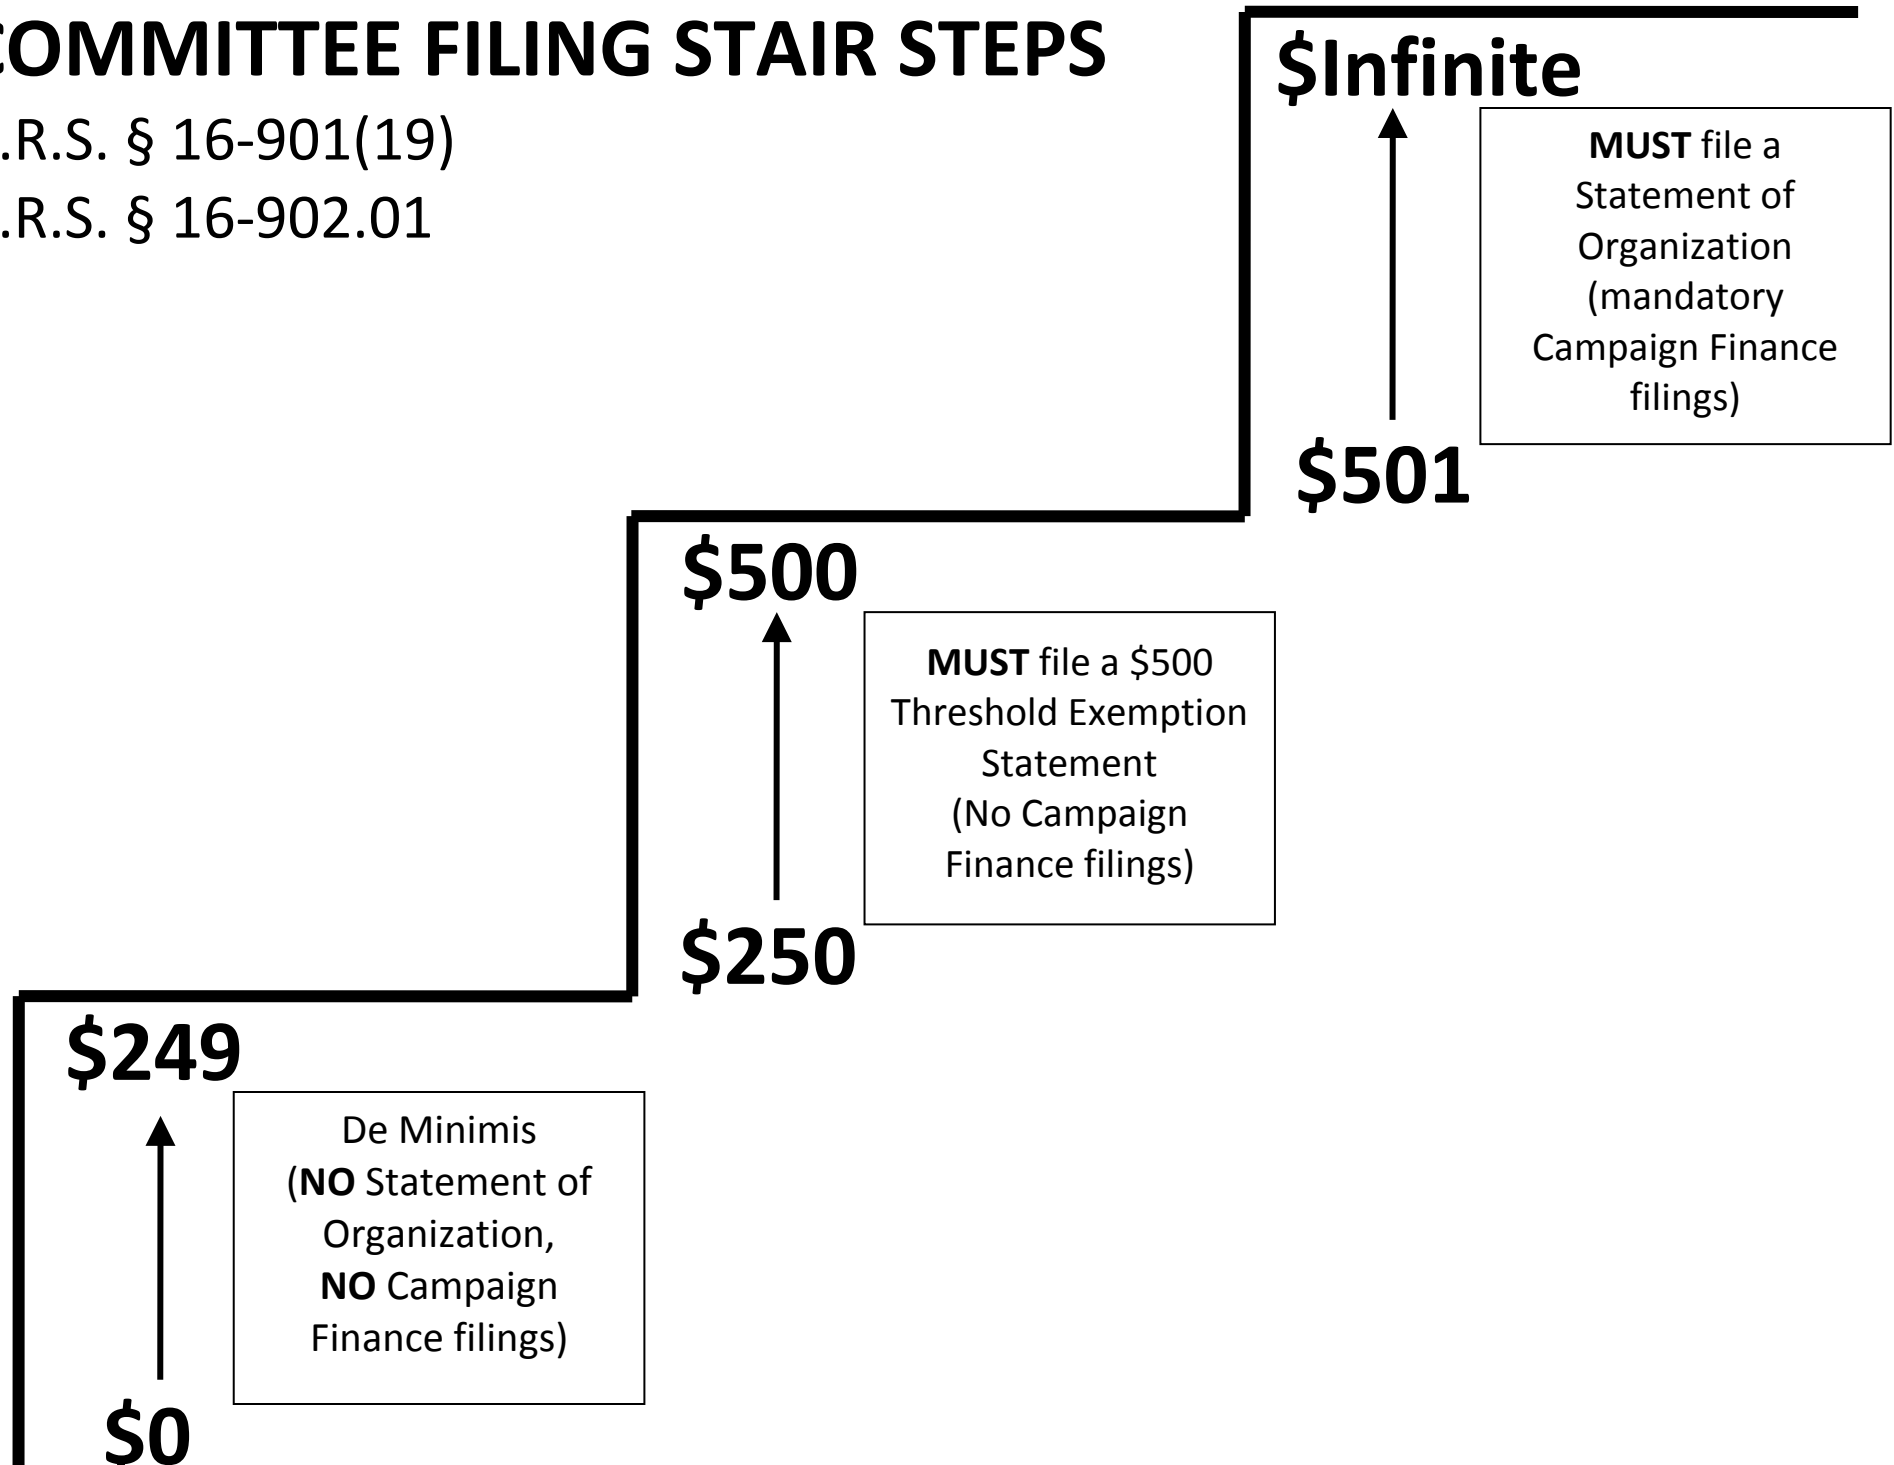 COMMITTEE FILING STAIR STEPS
.R.S. § 16-901(19)
.R.S. § 16-902.01
$Infinite
MUST file a
Statement of
Organization
(mandatory
Campaign Finance
filings)
$501
$500
MUST file a $500
Threshold Exemption
Statement
(No Campaign
Finance filings)
$250
$249
De Minimis
(NO Statement of
Organization,
NO Campaign
Finance filings)
$0